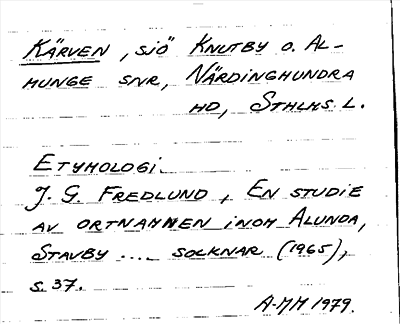 KÄRVEN, SJÖ KNUTBY O. AL-
MUNGE SNR, NÄRDINGHUNDRA
HD, STHLMS L.
ETYMOLOGI.
J. G. FREDLUND, EN STUDIE
AV ORTNAMNEN INOM ALUNDA,
STAVBY .... SOCKNAR (1965),
S. 37.
A-MM 1979.